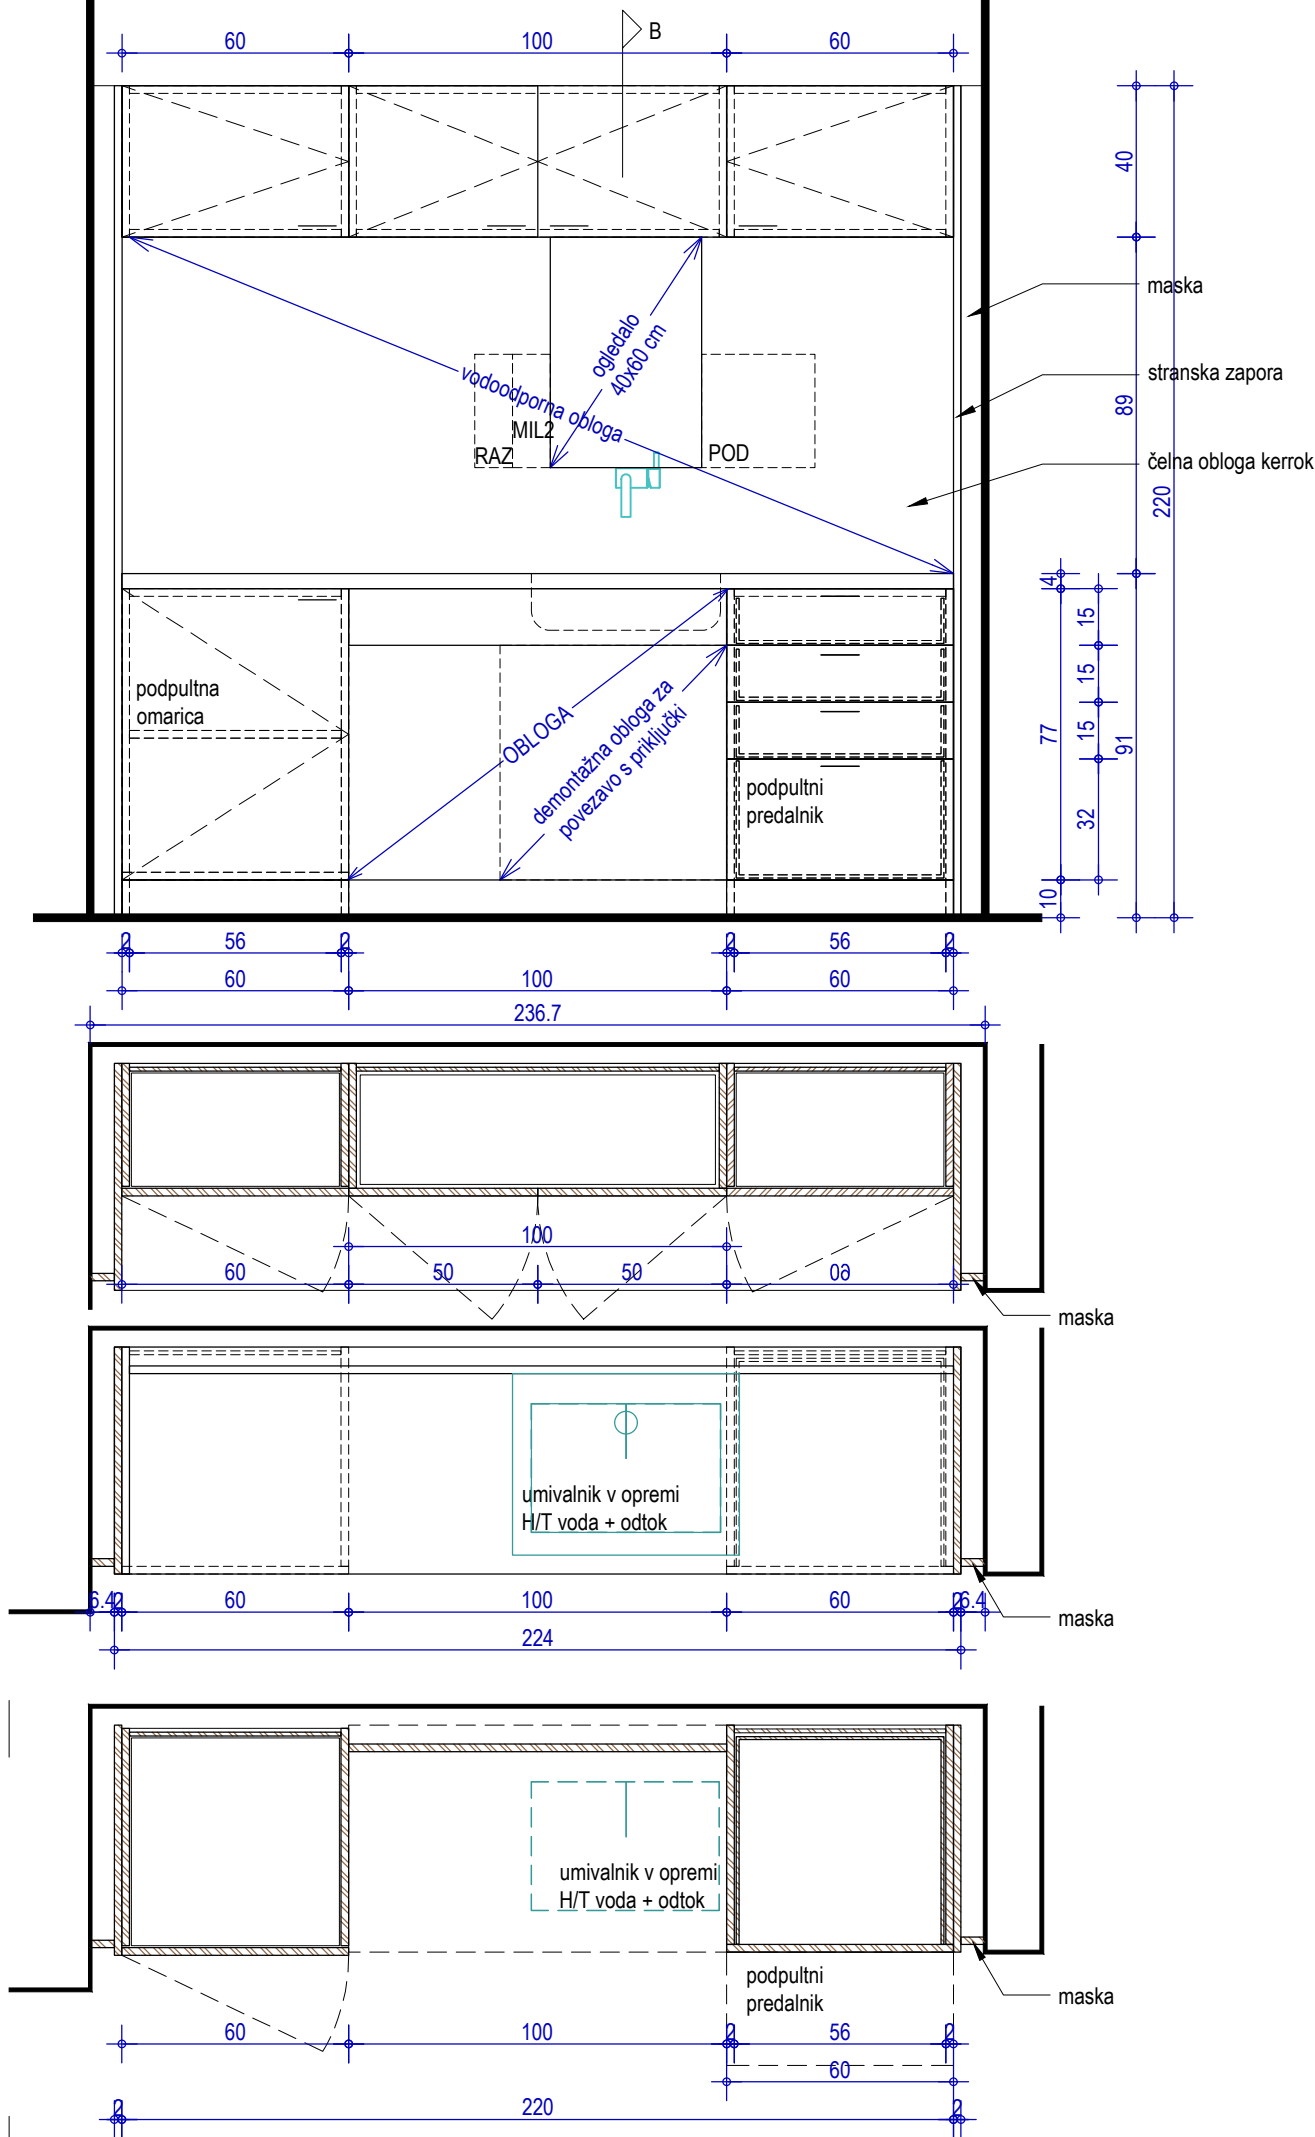 60
100
60
B
40
maska
ogledalo
40x60 cm
stranska zapora
vodoodporna obloga
89
MIL2
RAZ
POD
čelna obloga kerrok
220
4
15
podpultna
omarica
15
OBLOGA
demontažna obloga za
povezavo s priključki
15
77
91
podpultni
predalnik
32
10
2
56
2
2
56
2
60
100
60
236.7
100
60
50
50
60
maska
umivalnik v opremi
H/T voda + odtok
6.4
2
60
100
60
2
6.4
maska
224
umivalnik v opremi
H/T voda + odtok
podpultni
predalnik
maska
60
100
2
56
2
60
2
220
2